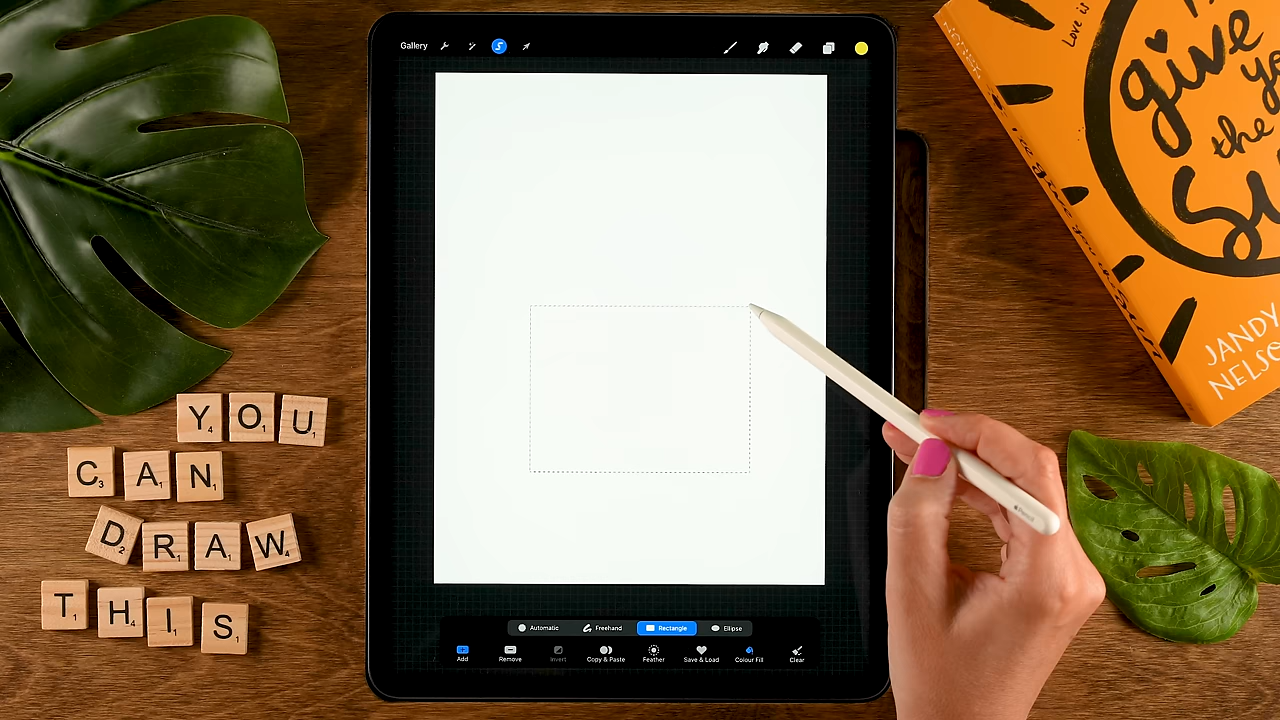 Gallery
YOU
CAN
DRAW
THIS
Automatic Freehand Rectangle Ellipse
Add Remove Invert Copy & Paste Feather Save & Load Colour Fill Clear
Love is
give
the
JANDY